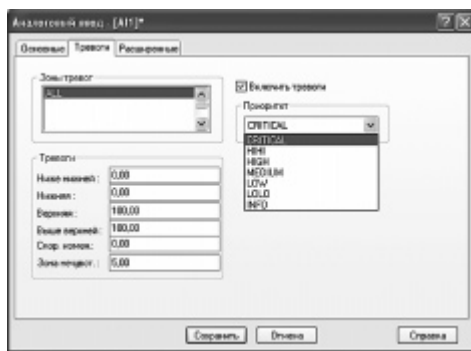 Аналоговый ввод - [AI1]*
Основные Тревоги Расширенные
Зоны тревог
ALL
Включить тревоги
Приоритет
CRITICAL
CRITICAL
HIHI
HIGH
MEDIUM
LOW
LOLO
INFO
Тревоги
Ниже нижней: 0,00
Нижняя: 0,00
Верхняя: 100,00
Выше верхней: 100,00
Скор. измен.: 0,00
Зона нечувст.: 5,00
Сохранить Отмена Справка